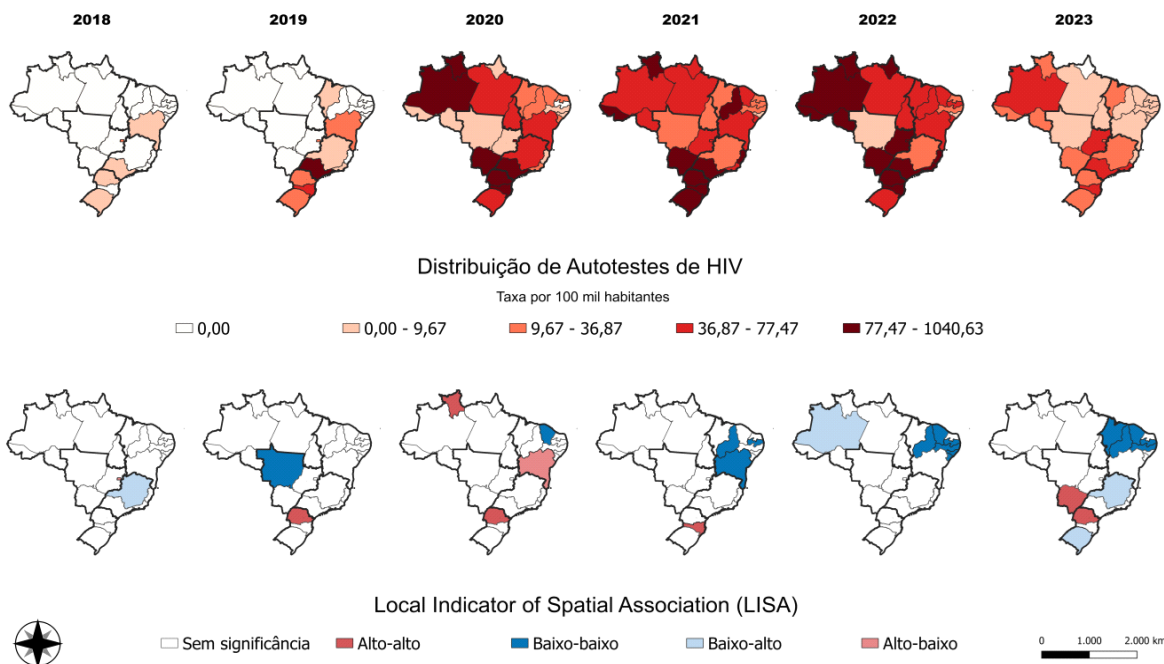 2018 2019 2020 2021 2022 2023
Distribuição de Autotestes de HIV
Taxa por 100 mil habitantes
0,00 0,00 - 9,67 9,67 - 36,87 36,87 - 77,47 77,47 - 1040,63
Local Indicator of Spatial Association (LISA)
Sem significância Alto-alto Baixo-baixo Baixo-alto Alto-baixo
0 1.000 2.000 km